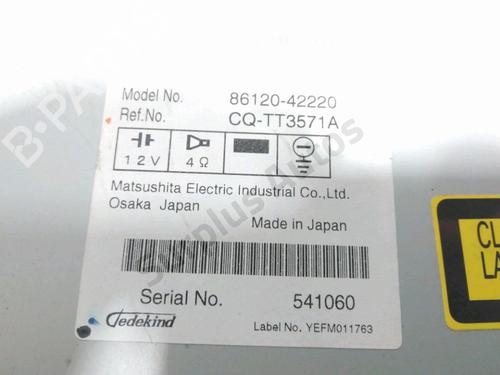 B-PARTS
Surplus Autos
Model No. 86120-42220
Ref.No. CQ-TT3571A
12V 4Ω
Matsushita Electric Industrial Co.,Ltd.
Osaka Japan
Made in Japan
Serial No. 541060
Dedekind
Label No. YEFM011763
CL
LA